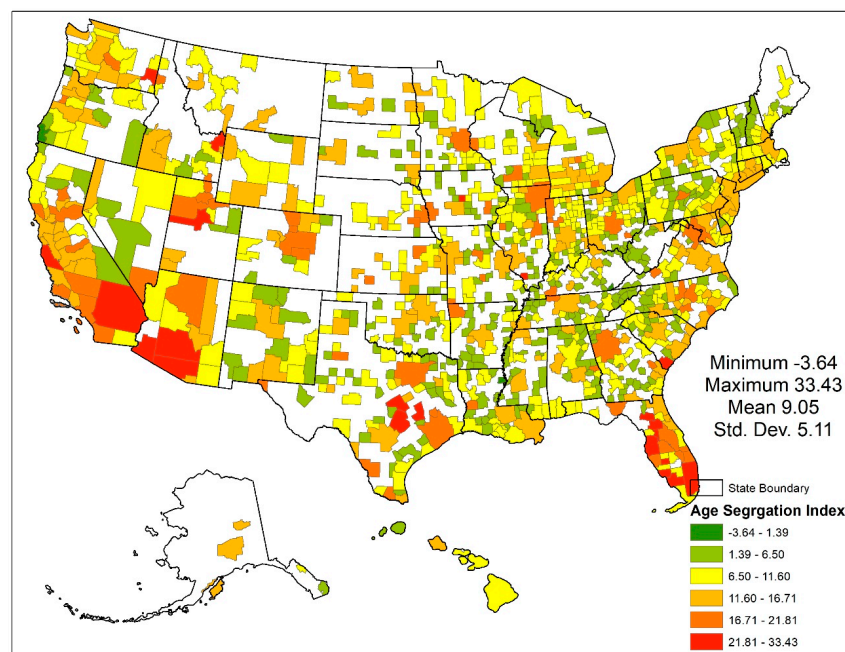 Minimum -3.64
Maximum 33.43
Mean 9.05
Std. Dev. 5.11
State Boundary
Age Segrgation Index
-3.64 - 1.39
1.39 - 6.50
6.50 - 11.60
11.60 - 16.71
16.71 - 21.81
21.81 - 33.43